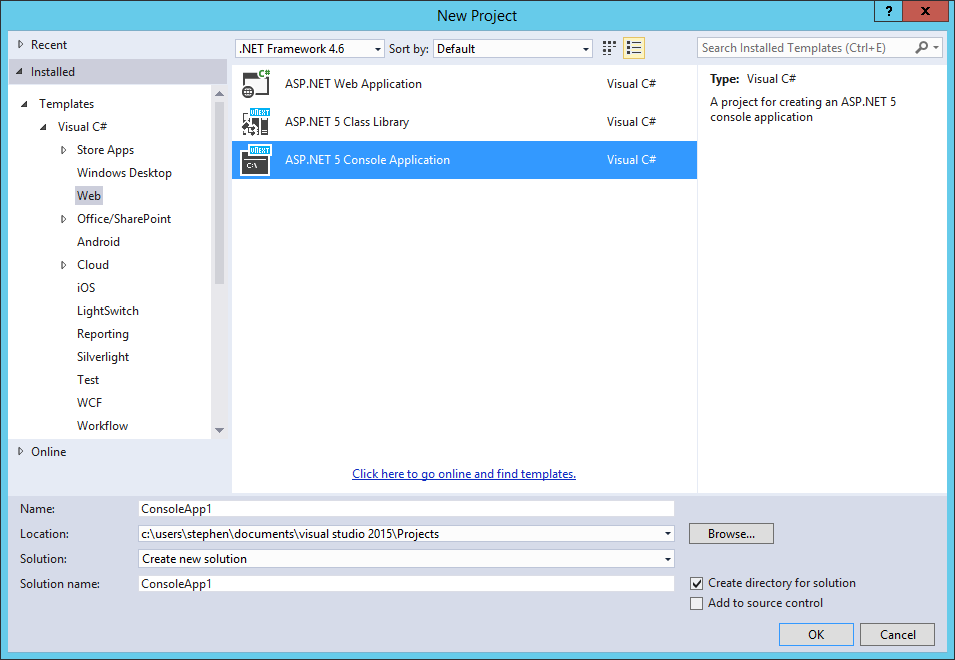 New Project
?
x
Recent
Installed
Templates
Visual C#
Store Apps
Windows Desktop
Web
Office/SharePoint
Android
Cloud
iOS
LightSwitch
Reporting
Silverlight
Test
WCF
Workflow
Online
.NET Framework 4.6
Sort by: Default
Search Installed Templates (Ctrl+E)
C#
ASP.NET Web Application Visual C#
VNEXT
ASP.NET 5 Class Library Visual C#
VNEXT
C:\
ASP.NET 5 Console Application Visual C#
Click here to go online and find templates.
Type: Visual C#
A project for creating an ASP.NET 5
console application
Name: ConsoleApp1
Location: c:\users\stephen\documents\visual studio 2015\Projects
Browse...
Solution: Create new solution
Solution name: ConsoleApp1
Create directory for solution
Add to source control
OK
Cancel